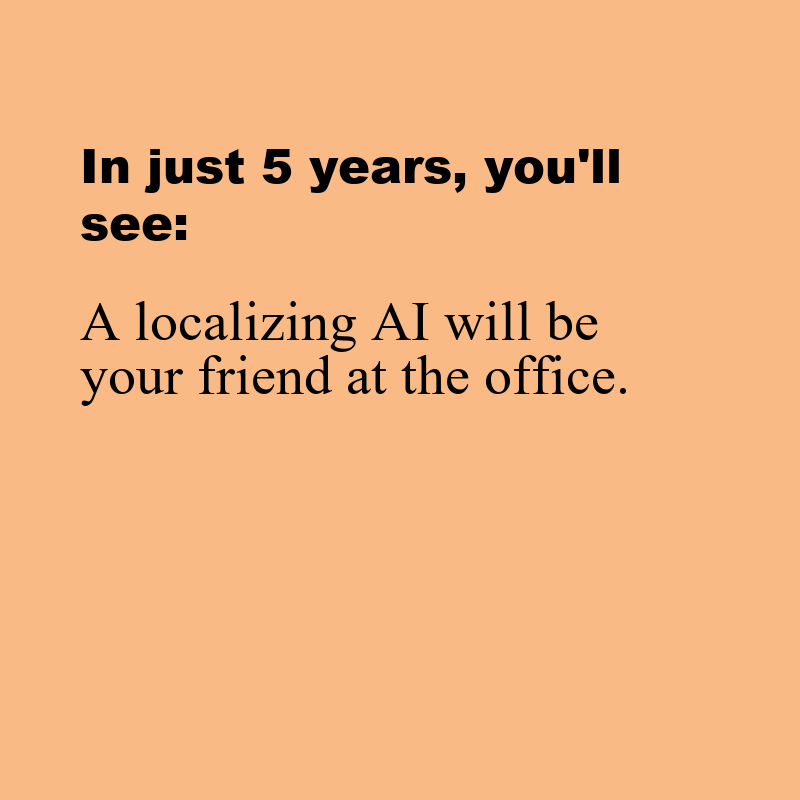 In just 5 years, you'll
see:
A localizing AI will be
your friend at the office.